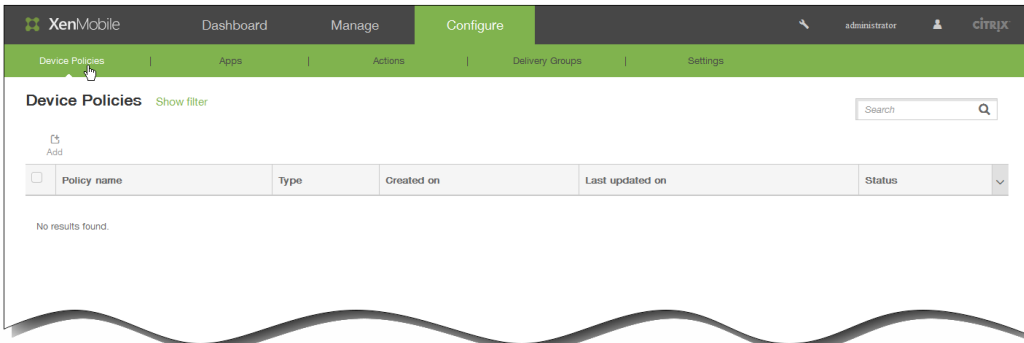 XenMobile Dashboard Manage Configure administrator CITRIX
Device Policies | Apps | Actions | Delivery Groups | Settings
Device Policies Show filter
Search
Add
Policy name Type Created on Last updated on Status
No results found.